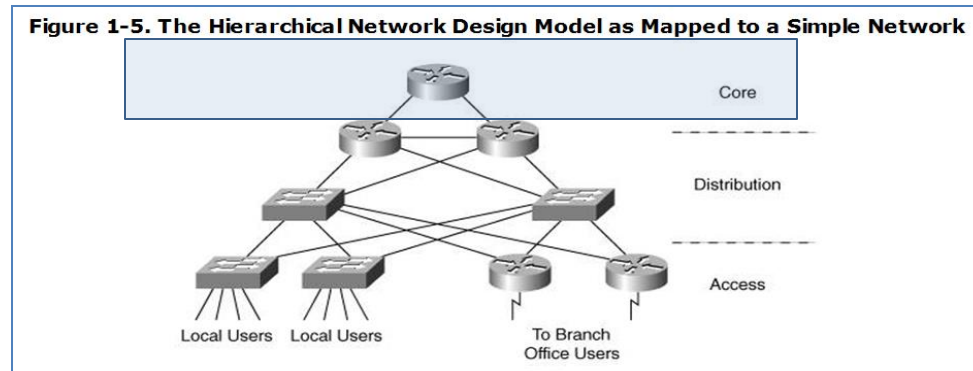 Figure 1-5. The Hierarchical Network Design Model as Mapped to a Simple Network
Core
Distribution
Access
Local Users
Local Users
To Branch
Office Users